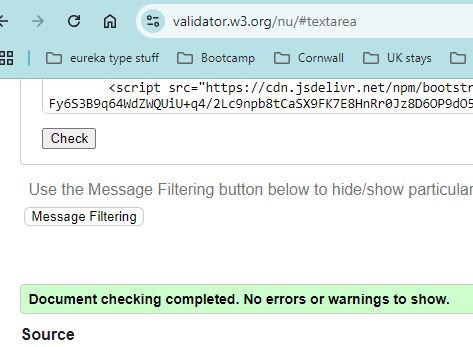 validator.w3.org/nu/#textarea
eureka type stuff Bootcamp Cornwall UK stays
<script src="https://cdn.jsdelivr.net/npm/bootstr
Fy6S3B9q64WdZWQUiU+q4/2Lc9npb8tCaSX9FK7E8HnRr0Jz8D6OP9dO5
Check
Use the Message Filtering button below to hide/show particular
Message Filtering
Document checking completed. No errors or warnings to show.
Source